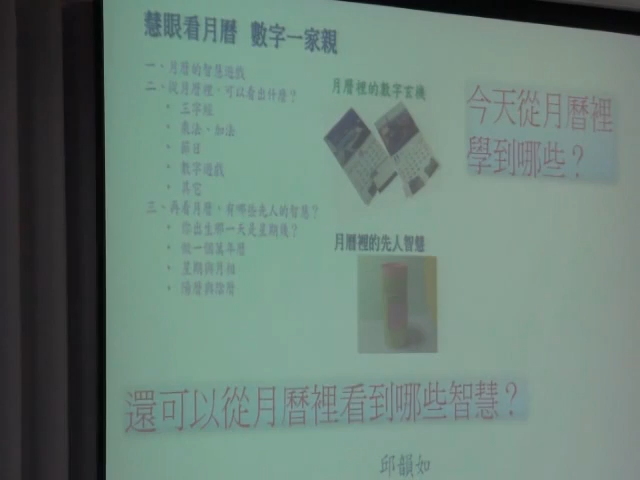 慧眼看月曆 數字一家親
一、月曆的智慧遊戲
二、從月曆裡，可以看出什麼？
• 三字經
• 乘法、加法
• 節日
• 數字遊戲
• 其它
三、再看月曆，有哪些先人的智慧？
• 你出生哪一天是星期幾？
• 做一個萬年曆
• 星期與月相
• 陽曆與陰曆
月曆裡的數字玄機
月曆裡的先人智慧
今天從月曆裡
學到哪些？
還可以從月曆裡看到哪些智慧？
邱韻如